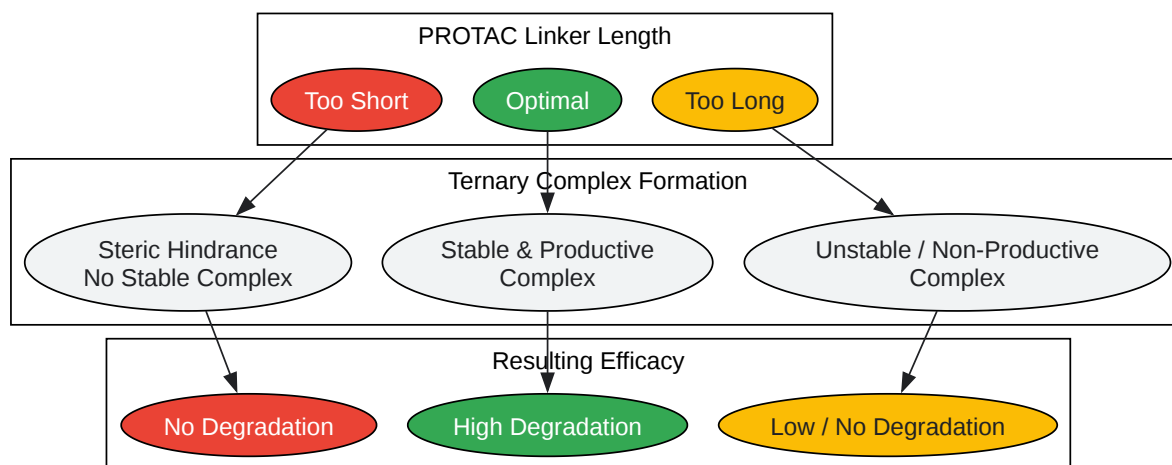 PROTAC Linker Length
Too Short
Optimal
Too Long
Ternary Complex Formation
Steric Hindrance
No Stable Complex
Stable & Productive
Complex
Unstable / Non-Productive
Complex
Resulting Efficacy
No Degradation
High Degradation
Low / No Degradation